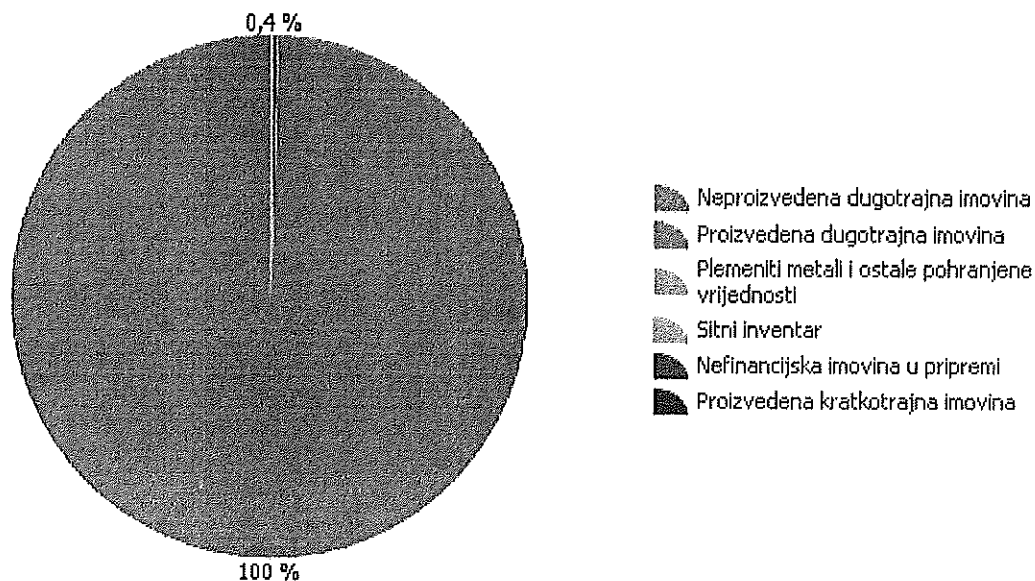 0,4 %
Neproizvedena dugotrajna imovina
Proizvedena dugotrajna imovina
Plemeniti metali i ostale pohranjene
vrijednosti
Sitni inventar
Nefinancijska imovina u pripremi
Proizvedena kratkotrajna imovina
100 %